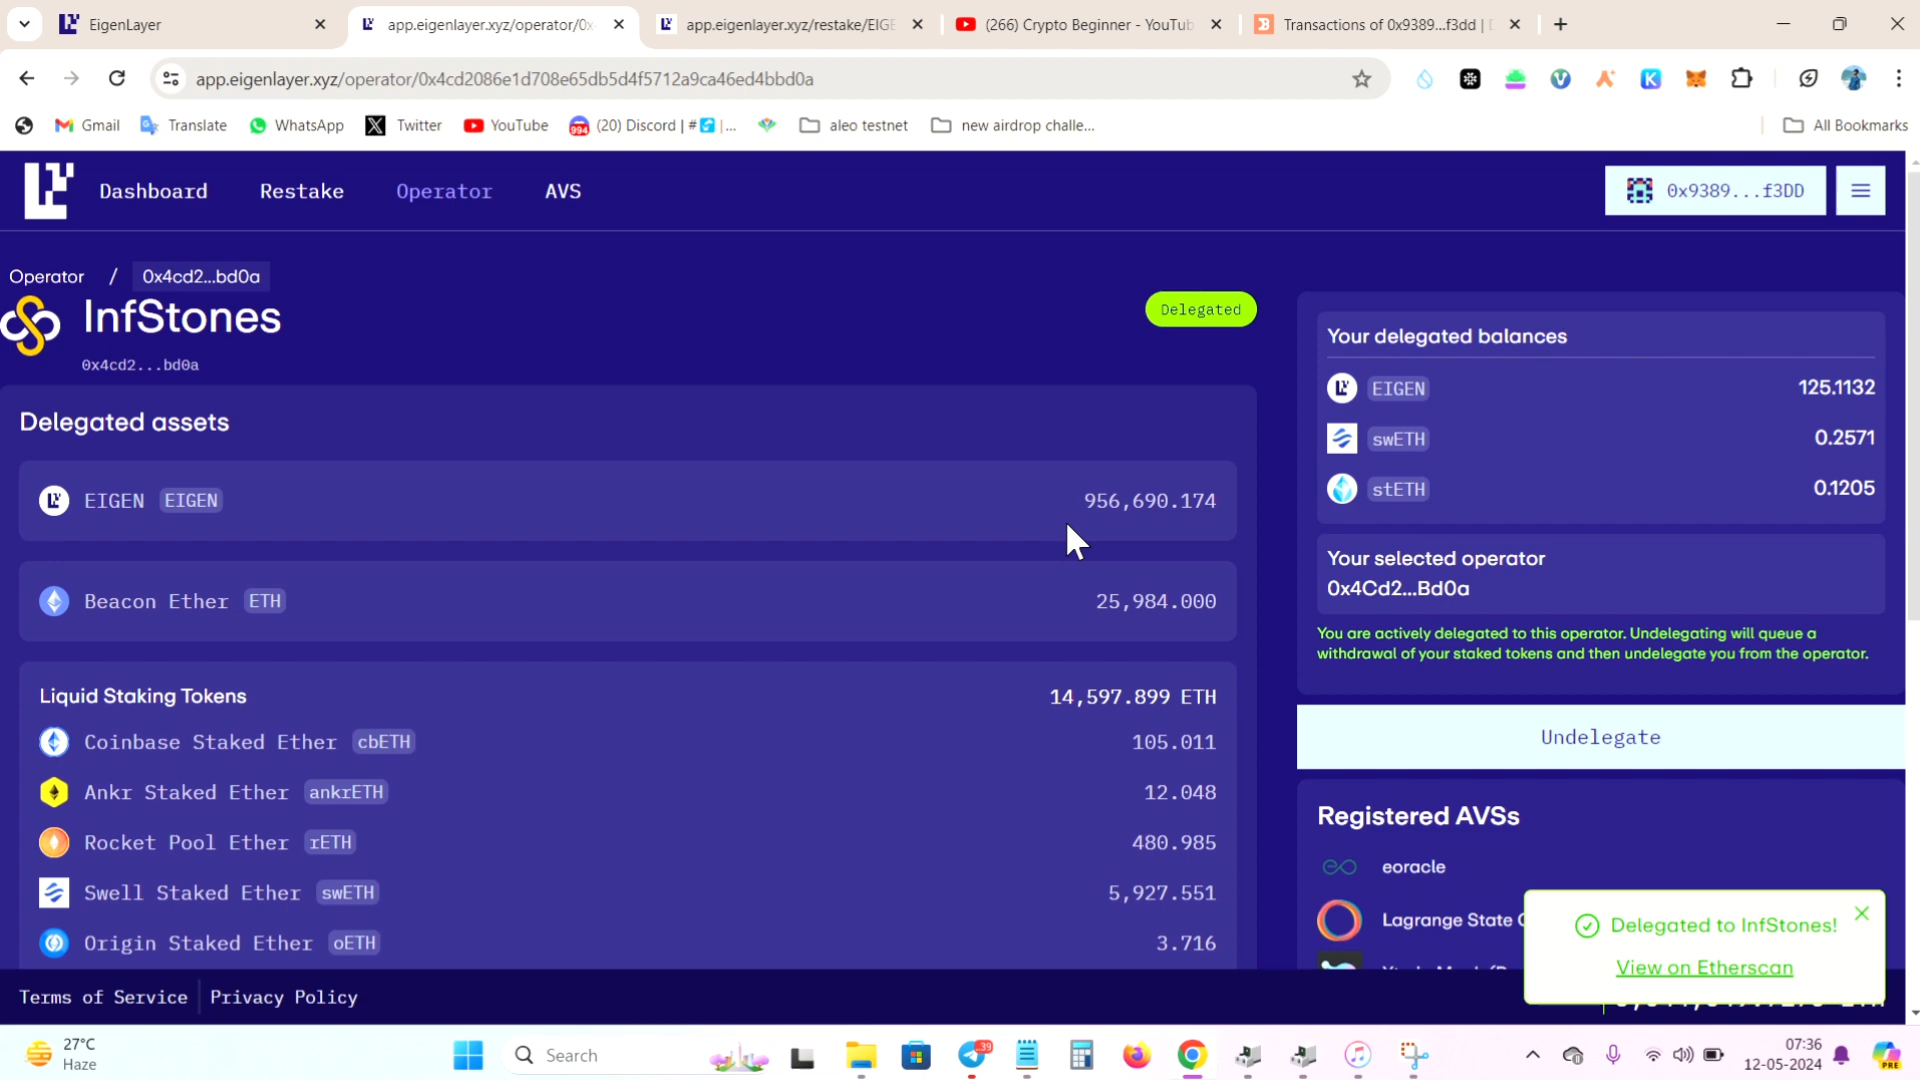 EigenLayer
app.eigenlayer.xyz/operator/0x
app.eigenlayer.xyz/restake/EIGE
(266) Crypto Beginner - YouTub
Transactions of 0x9389...f3dd |
app.eigenlayer.xyz/operator/0x4cd2086e1d708e65db5d4f5712a9ca46ed4bbd0a
Gmail
Translate
WhatsApp
Twitter
YouTube
994
(20) Discord | # | ...
aleo testnet
new airdrop challe...
All Bookmarks
Dashboard
Restake
Operator
AVS
0x9389...f3DD
Operator / 0x4cd2...bd0a
InfStones
0x4cd2...bd0a
Delegated
Delegated assets
EIGEN EIGEN 956,690.174
Beacon Ether ETH 25,984.000
Liquid Staking Tokens 14,597.899 ETH
Coinbase Staked Ether cbETH 105.011
Ankr Staked Ether ankrETH 12.048
Rocket Pool Ether rETH 480.985
Swell Staked Ether swETH 5,927.551
Origin Staked Ether oETH 3.716
Your delegated balances
EIGEN 125.1132
swETH 0.2571
stETH 0.1205
Your selected operator
0x4Cd2...Bd0a
You are actively delegated to this operator. Undelegating will queue a
withdrawal of your staked tokens and then undelegate you from the operator.
Undelegate
Registered AVSs
eoracle
Lagrange State
Delegated to InfStones!
View on Etherscan
Terms of Service
Privacy Policy
27°C
Haze
Search
39
07:36
12-05-2024
PRE